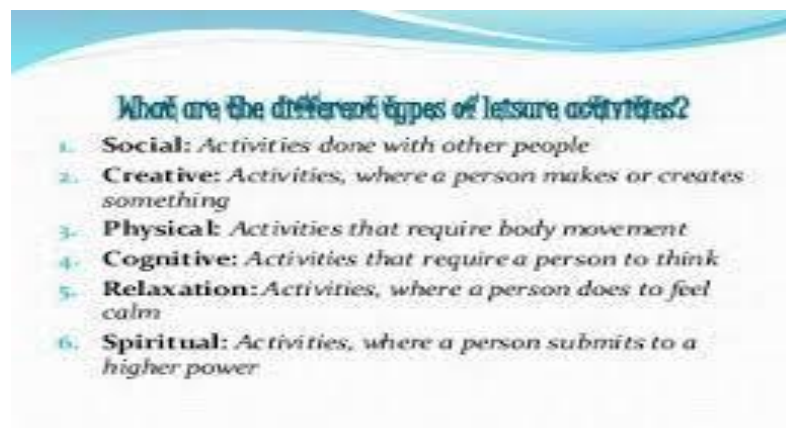 What are the different types of leisure activities?
1. Social: Activities done with other people
2. Creative: Activities, where a person makes or creates
something
3. Physical: Activities that require body movement
4. Cognitive: Activities that require a person to think
5. Relaxation: Activities, where a person does to feel
calm
6. Spiritual: Activities, where a person submits to a
higher power